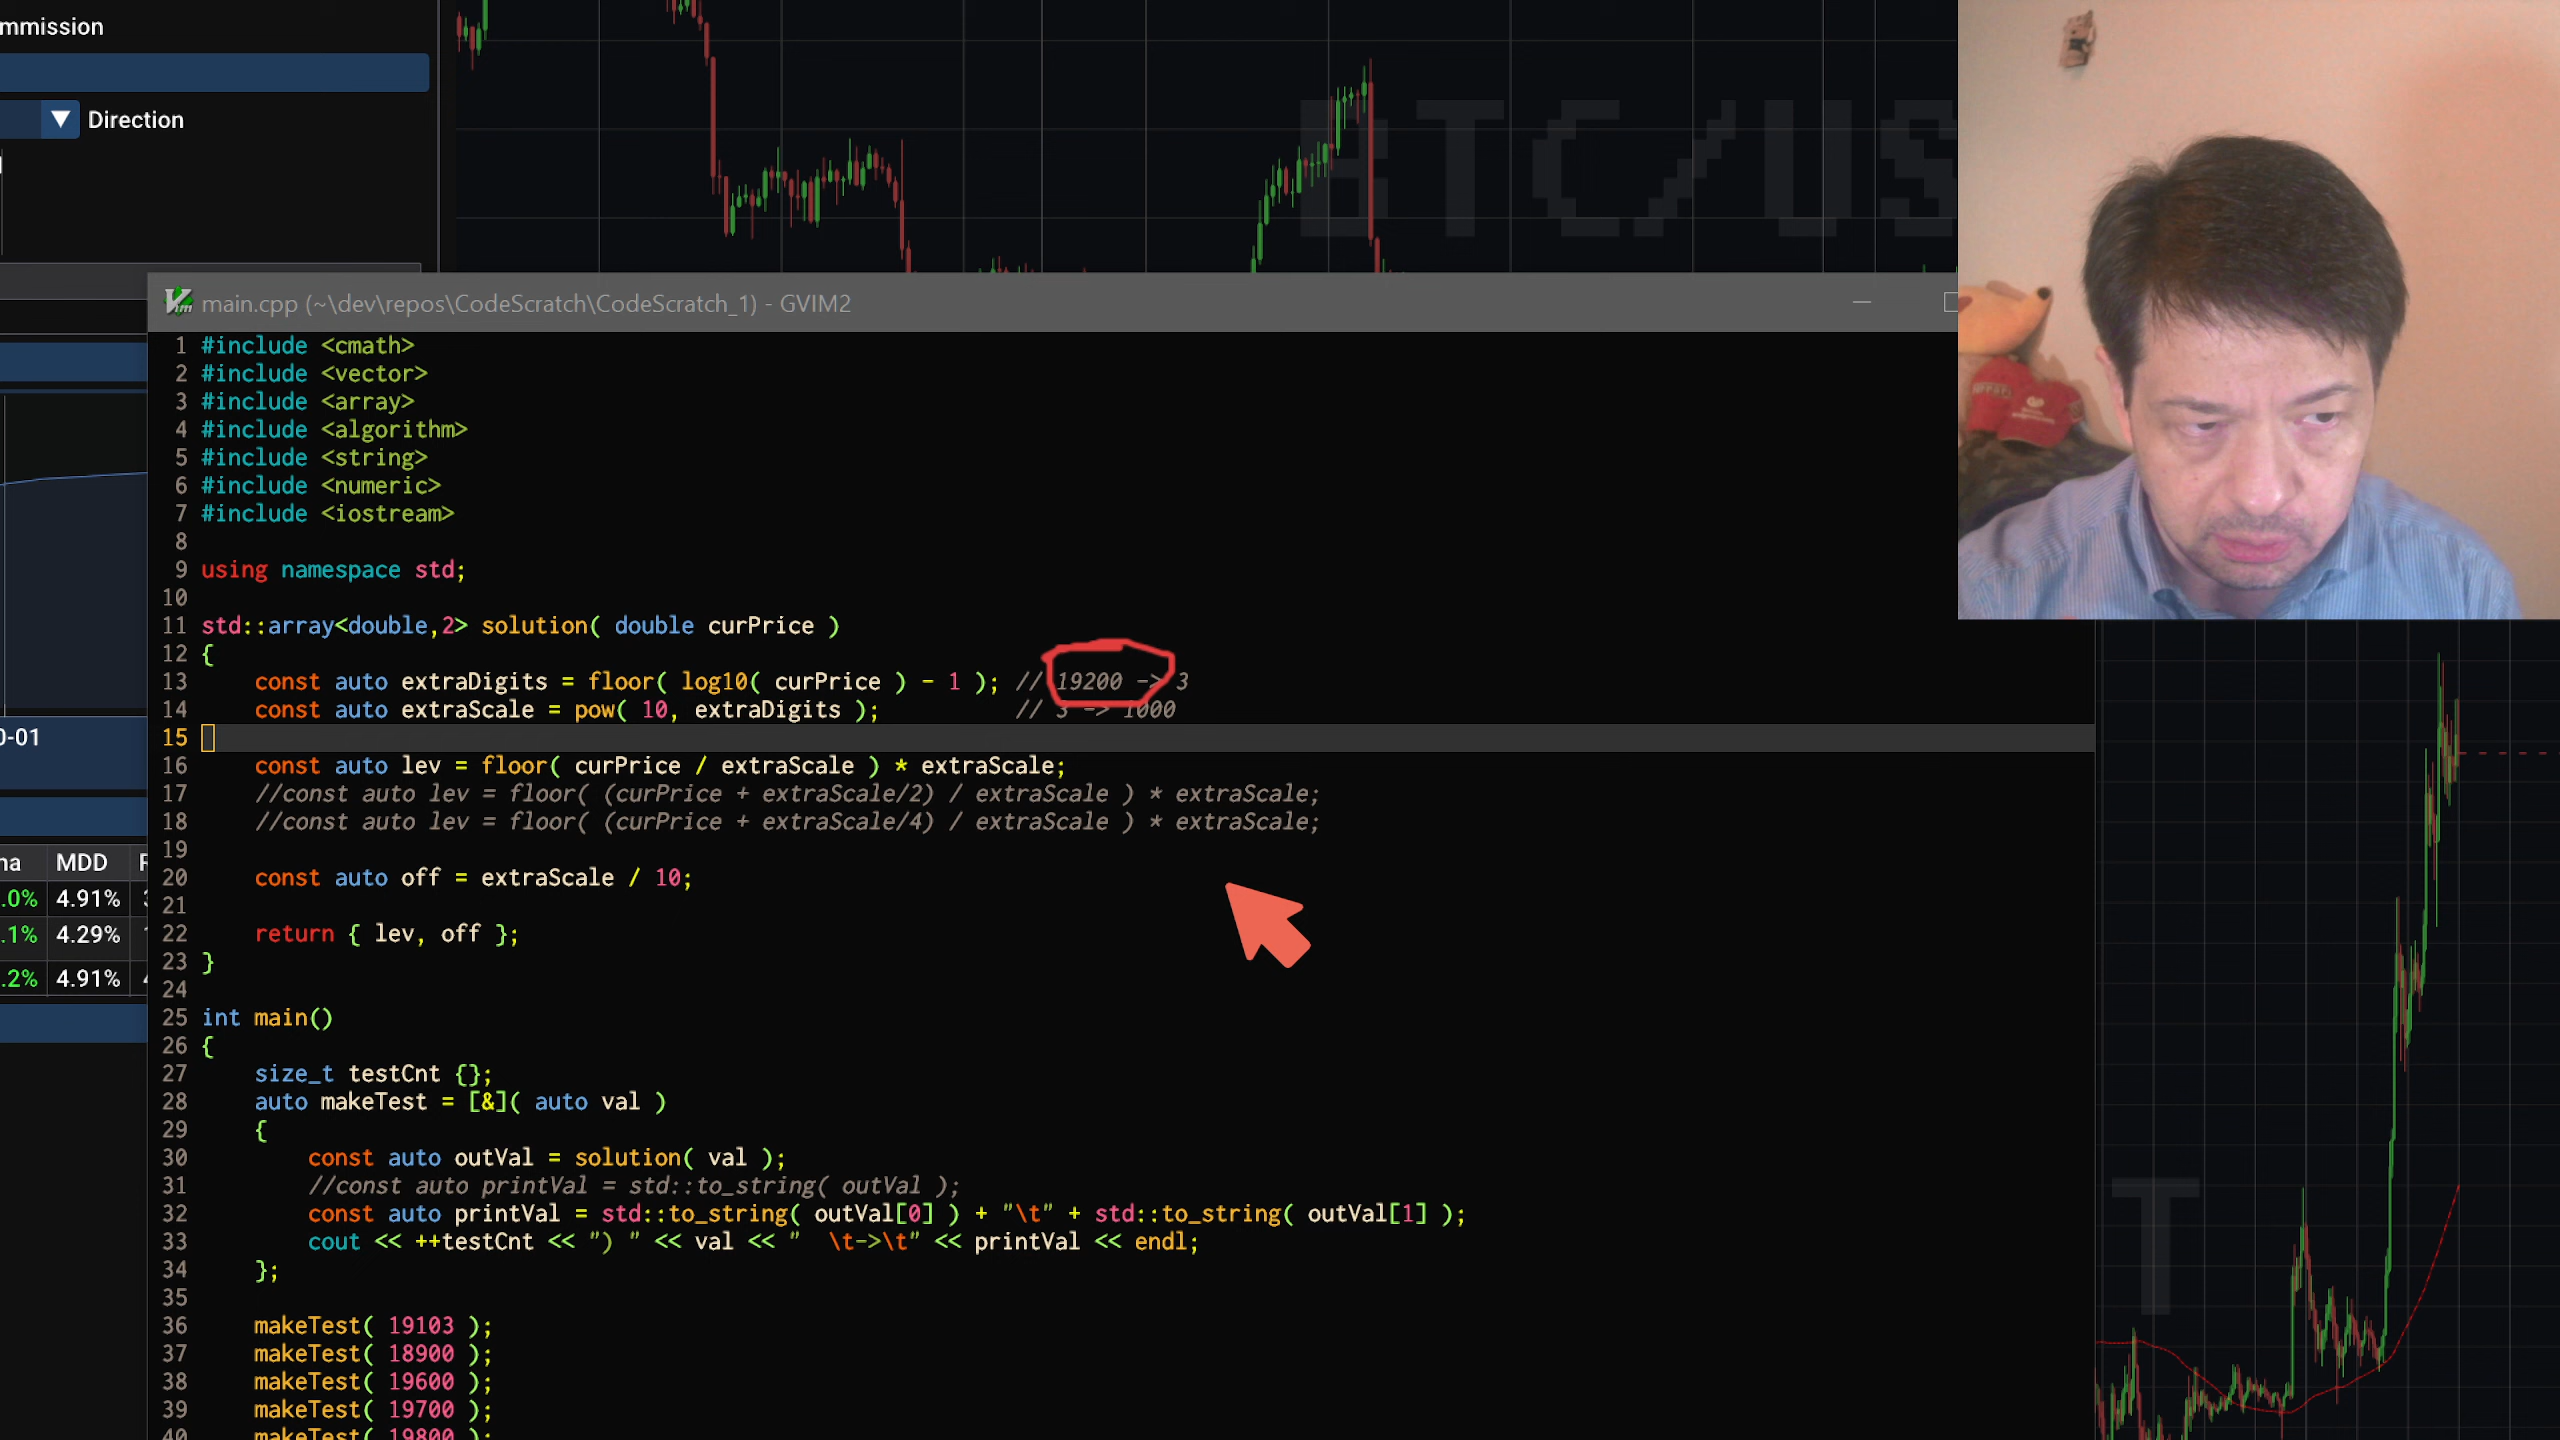 mmission
Direction
BTC/US
main.cpp (~\dev\repos\CodeScratch\CodeScratch_1) - GVIM2
1 #include <cmath>
2 #include <vector>
3 #include <array>
4 #include <algorithm>
5 #include <string>
6 #include <numeric>
7 #include <iostream>
8
9 using namespace std;
10
11 std::array<double,2> solution( double curPrice )
12 {
13 const auto extraDigits = floor( log10( curPrice ) - 1 ); // 19200 -> 3
14 const auto extraScale = pow( 10, extraDigits ); // 3 -> 1000
15
16 const auto lev = floor( curPrice / extraScale ) * extraScale;
17 //const auto lev = floor( (curPrice + extraScale/2) / extraScale ) * extraScale;
18 //const auto lev = floor( (curPrice + extraScale/4) / extraScale ) * extraScale;
19
20 const auto off = extraScale / 10;
21
22 return { lev, off };
23 }
24
25 int main()
26 {
27 size_t testCnt {};
28 auto makeTest = [&]( auto val )
29 {
30 const auto outVal = solution( val );
31 //const auto printVal = std::to_string( outVal );
32 const auto printVal = std::to_string( outVal[0] ) + "\t" + std::to_string( outVal[1] );
33 cout << ++testCnt << ") " << val << "  \t->\t" << printVal << endl;
34 };
35
36 makeTest( 19103 );
37 makeTest( 18900 );
38 makeTest( 19600 );
39 makeTest( 19700 );
40 makeTest( 19800 );
0-01
na MDD
.0% 4.91%
.1% 4.29%
.2% 4.91%
T